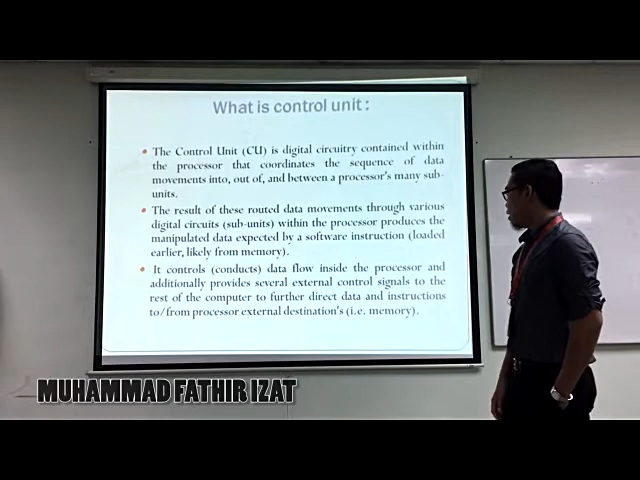 What is control unit :
• The Control Unit (CU) is digital circuitry contained within
the processor that coordinates the sequence of data
movements into, out of, and between a processor's many sub-
units.
• The result of these routed data movements through various
digital circuits (sub-units) within the processor produces the
manipulated data expected by a software instruction (loaded
earlier, likely from memory).
• It controls (conducts) data flow inside the processor and
additionally provides several external control signals to the
rest of the computer to further direct data and instructions
to/from processor external destination's (i.e. memory).
MUHAMMAD FATHIR IZAT